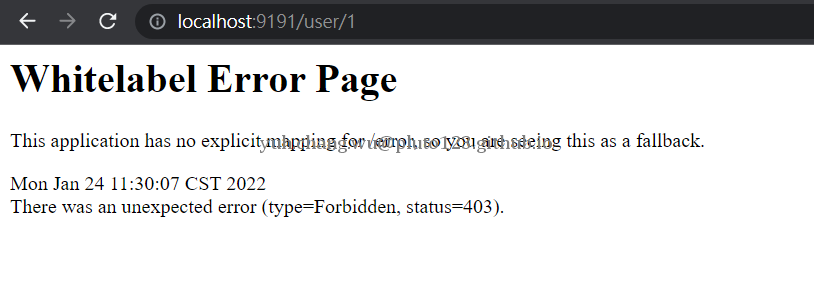 localhost:9191/user/1
Whitelabel Error Page
This application has no explicit mapping for /error, so you are seeing this as a fallback.
Mon Jan 24 11:30:07 CST 2022
There was an unexpected error (type=Forbidden, status=403).